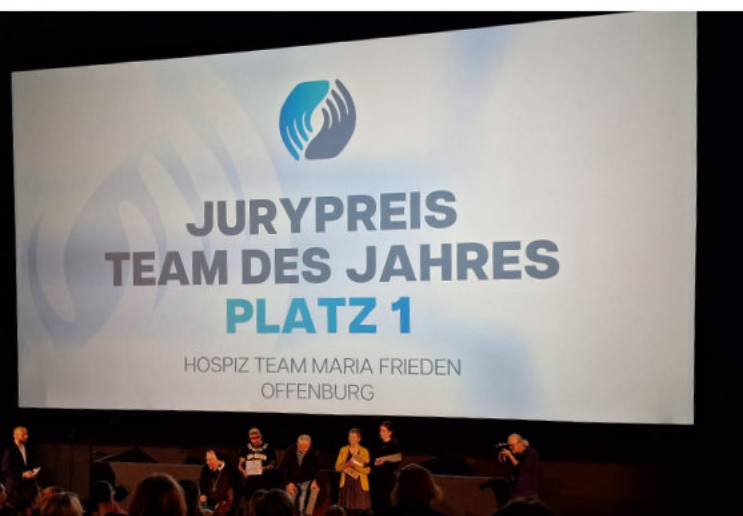 JURYPREIS
TEAM DES JAHRES
PLATZ 1
HOSPIZ TEAM MARIA FRIEDEN
OFFENBURG